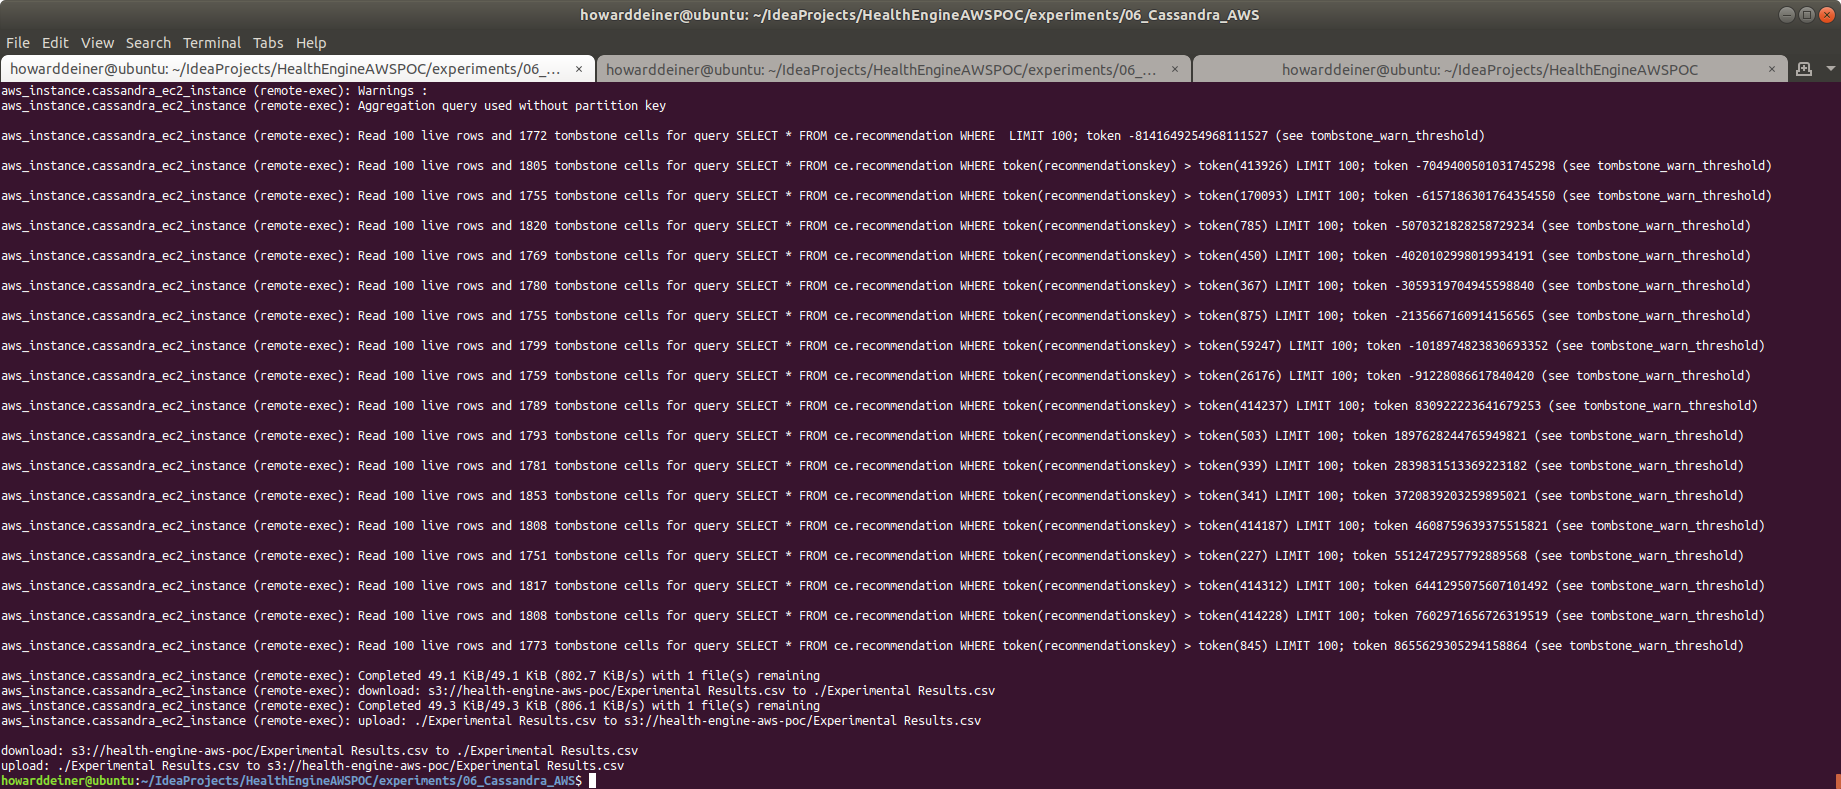 howarddeiner@ubuntu: ~/IdeaProjects/HealthEngineAWSPOC/experiments/06_Cassandra_AWS
File Edit View Search Terminal Tabs Help
howarddeiner@ubuntu: ~/IdeaProjects/HealthEngineAWSPOC/experiments/06_... × howarddeiner@ubuntu: ~/IdeaProjects/HealthEngineAWSPOC/experiments/06_... × howarddeiner@ubuntu: ~/IdeaProjects/HealthEngineAWSPOC ×
aws_instance.cassandra_ec2_instance (remote-exec): Warnings :
aws_instance.cassandra_ec2_instance (remote-exec): Aggregation query used without partition key
aws_instance.cassandra_ec2_instance (remote-exec): Read 100 live rows and 1772 tombstone cells for query SELECT * FROM ce.recommendation WHERE  LIMIT 100; token -8141649254968111527 (see tombstone_warn_threshold)
aws_instance.cassandra_ec2_instance (remote-exec): Read 100 live rows and 1805 tombstone cells for query SELECT * FROM ce.recommendation WHERE token(recommendationskey) > token(413926) LIMIT 100; token -7049400501031745298 (see tombstone_warn_threshold)
aws_instance.cassandra_ec2_instance (remote-exec): Read 100 live rows and 1755 tombstone cells for query SELECT * FROM ce.recommendation WHERE token(recommendationskey) > token(170093) LIMIT 100; token -6157186301764354550 (see tombstone_warn_threshold)
aws_instance.cassandra_ec2_instance (remote-exec): Read 100 live rows and 1820 tombstone cells for query SELECT * FROM ce.recommendation WHERE token(recommendationskey) > token(785) LIMIT 100; token -5070321828258729234 (see tombstone_warn_threshold)
aws_instance.cassandra_ec2_instance (remote-exec): Read 100 live rows and 1769 tombstone cells for query SELECT * FROM ce.recommendation WHERE token(recommendationskey) > token(450) LIMIT 100; token -4020102998019934191 (see tombstone_warn_threshold)
aws_instance.cassandra_ec2_instance (remote-exec): Read 100 live rows and 1780 tombstone cells for query SELECT * FROM ce.recommendation WHERE token(recommendationskey) > token(367) LIMIT 100; token -3059319704945598840 (see tombstone_warn_threshold)
aws_instance.cassandra_ec2_instance (remote-exec): Read 100 live rows and 1755 tombstone cells for query SELECT * FROM ce.recommendation WHERE token(recommendationskey) > token(875) LIMIT 100; token -2135667160914156565 (see tombstone_warn_threshold)
aws_instance.cassandra_ec2_instance (remote-exec): Read 100 live rows and 1799 tombstone cells for query SELECT * FROM ce.recommendation WHERE token(recommendationskey) > token(59247) LIMIT 100; token -1018974823830693352 (see tombstone_warn_threshold)
aws_instance.cassandra_ec2_instance (remote-exec): Read 100 live rows and 1759 tombstone cells for query SELECT * FROM ce.recommendation WHERE token(recommendationskey) > token(26176) LIMIT 100; token -91228086617840420 (see tombstone_warn_threshold)
aws_instance.cassandra_ec2_instance (remote-exec): Read 100 live rows and 1789 tombstone cells for query SELECT * FROM ce.recommendation WHERE token(recommendationskey) > token(414237) LIMIT 100; token 830922223641679253 (see tombstone_warn_threshold)
aws_instance.cassandra_ec2_instance (remote-exec): Read 100 live rows and 1793 tombstone cells for query SELECT * FROM ce.recommendation WHERE token(recommendationskey) > token(503) LIMIT 100; token 1897628244765949821 (see tombstone_warn_threshold)
aws_instance.cassandra_ec2_instance (remote-exec): Read 100 live rows and 1781 tombstone cells for query SELECT * FROM ce.recommendation WHERE token(recommendationskey) > token(939) LIMIT 100; token 2839831513369223182 (see tombstone_warn_threshold)
aws_instance.cassandra_ec2_instance (remote-exec): Read 100 live rows and 1853 tombstone cells for query SELECT * FROM ce.recommendation WHERE token(recommendationskey) > token(341) LIMIT 100; token 3720839203259895021 (see tombstone_warn_threshold)
aws_instance.cassandra_ec2_instance (remote-exec): Read 100 live rows and 1808 tombstone cells for query SELECT * FROM ce.recommendation WHERE token(recommendationskey) > token(414187) LIMIT 100; token 4608759639375515821 (see tombstone_warn_threshold)
aws_instance.cassandra_ec2_instance (remote-exec): Read 100 live rows and 1751 tombstone cells for query SELECT * FROM ce.recommendation WHERE token(recommendationskey) > token(227) LIMIT 100; token 5512472957792889568 (see tombstone_warn_threshold)
aws_instance.cassandra_ec2_instance (remote-exec): Read 100 live rows and 1817 tombstone cells for query SELECT * FROM ce.recommendation WHERE token(recommendationskey) > token(414312) LIMIT 100; token 6441295075607101492 (see tombstone_warn_threshold)
aws_instance.cassandra_ec2_instance (remote-exec): Read 100 live rows and 1808 tombstone cells for query SELECT * FROM ce.recommendation WHERE token(recommendationskey) > token(414228) LIMIT 100; token 7602971656726319519 (see tombstone_warn_threshold)
aws_instance.cassandra_ec2_instance (remote-exec): Read 100 live rows and 1773 tombstone cells for query SELECT * FROM ce.recommendation WHERE token(recommendationskey) > token(845) LIMIT 100; token 8655629305294158864 (see tombstone_warn_threshold)
aws_instance.cassandra_ec2_instance (remote-exec): Completed 49.1 KiB/49.1 KiB (802.7 KiB/s) with 1 file(s) remaining
aws_instance.cassandra_ec2_instance (remote-exec): download: s3://health-engine-aws-poc/Experimental Results.csv to ./Experimental Results.csv
aws_instance.cassandra_ec2_instance (remote-exec): Completed 49.3 KiB/49.3 KiB (806.1 KiB/s) with 1 file(s) remaining
aws_instance.cassandra_ec2_instance (remote-exec): upload: ./Experimental Results.csv to s3://health-engine-aws-poc/Experimental Results.csv
download: s3://health-engine-aws-poc/Experimental Results.csv to ./Experimental Results.csv
upload: ./Experimental Results.csv to s3://health-engine-aws-poc/Experimental Results.csv
howarddeiner@ubuntu:~/IdeaProjects/HealthEngineAWSPOC/experiments/06_Cassandra_AWS$